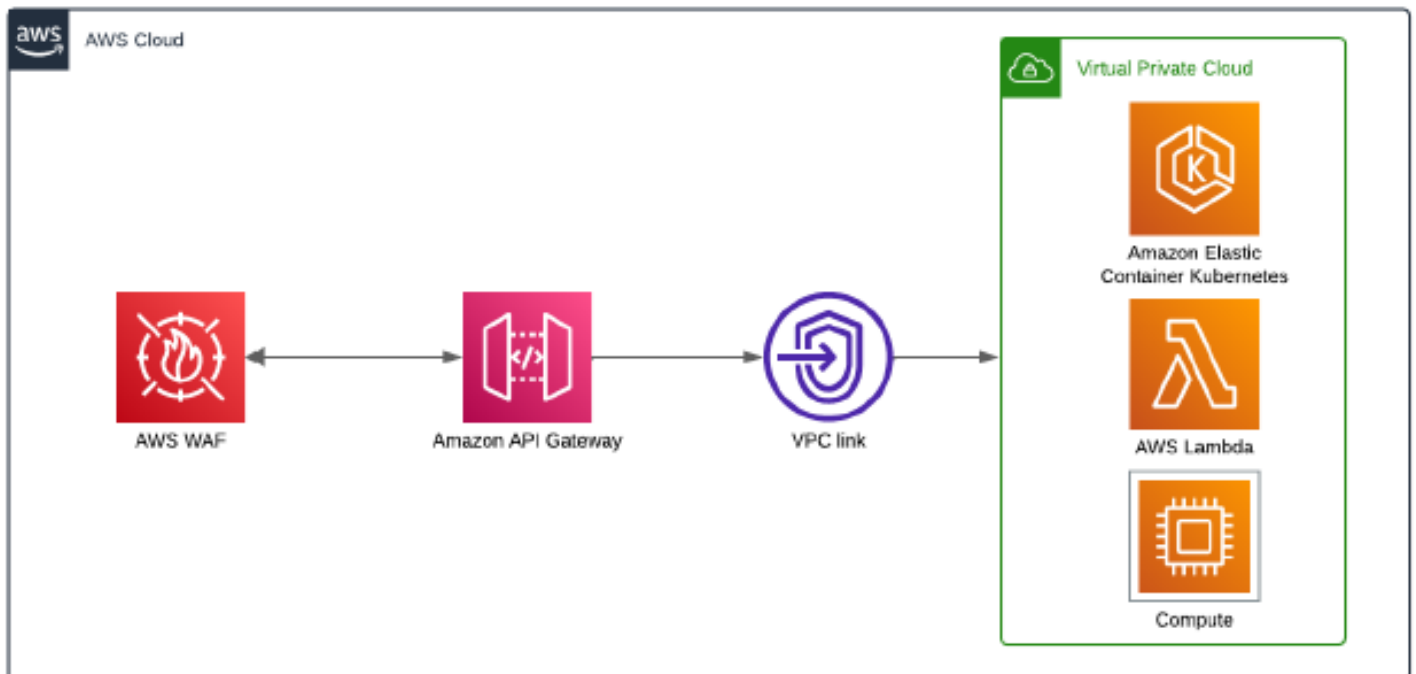 aws
AWS Cloud
Virtual Private Cloud
K
Amazon Elastic
Container Kubernetes
</>
AWS WAF
Amazon API Gateway
VPC link
AWS Lambda
Compute